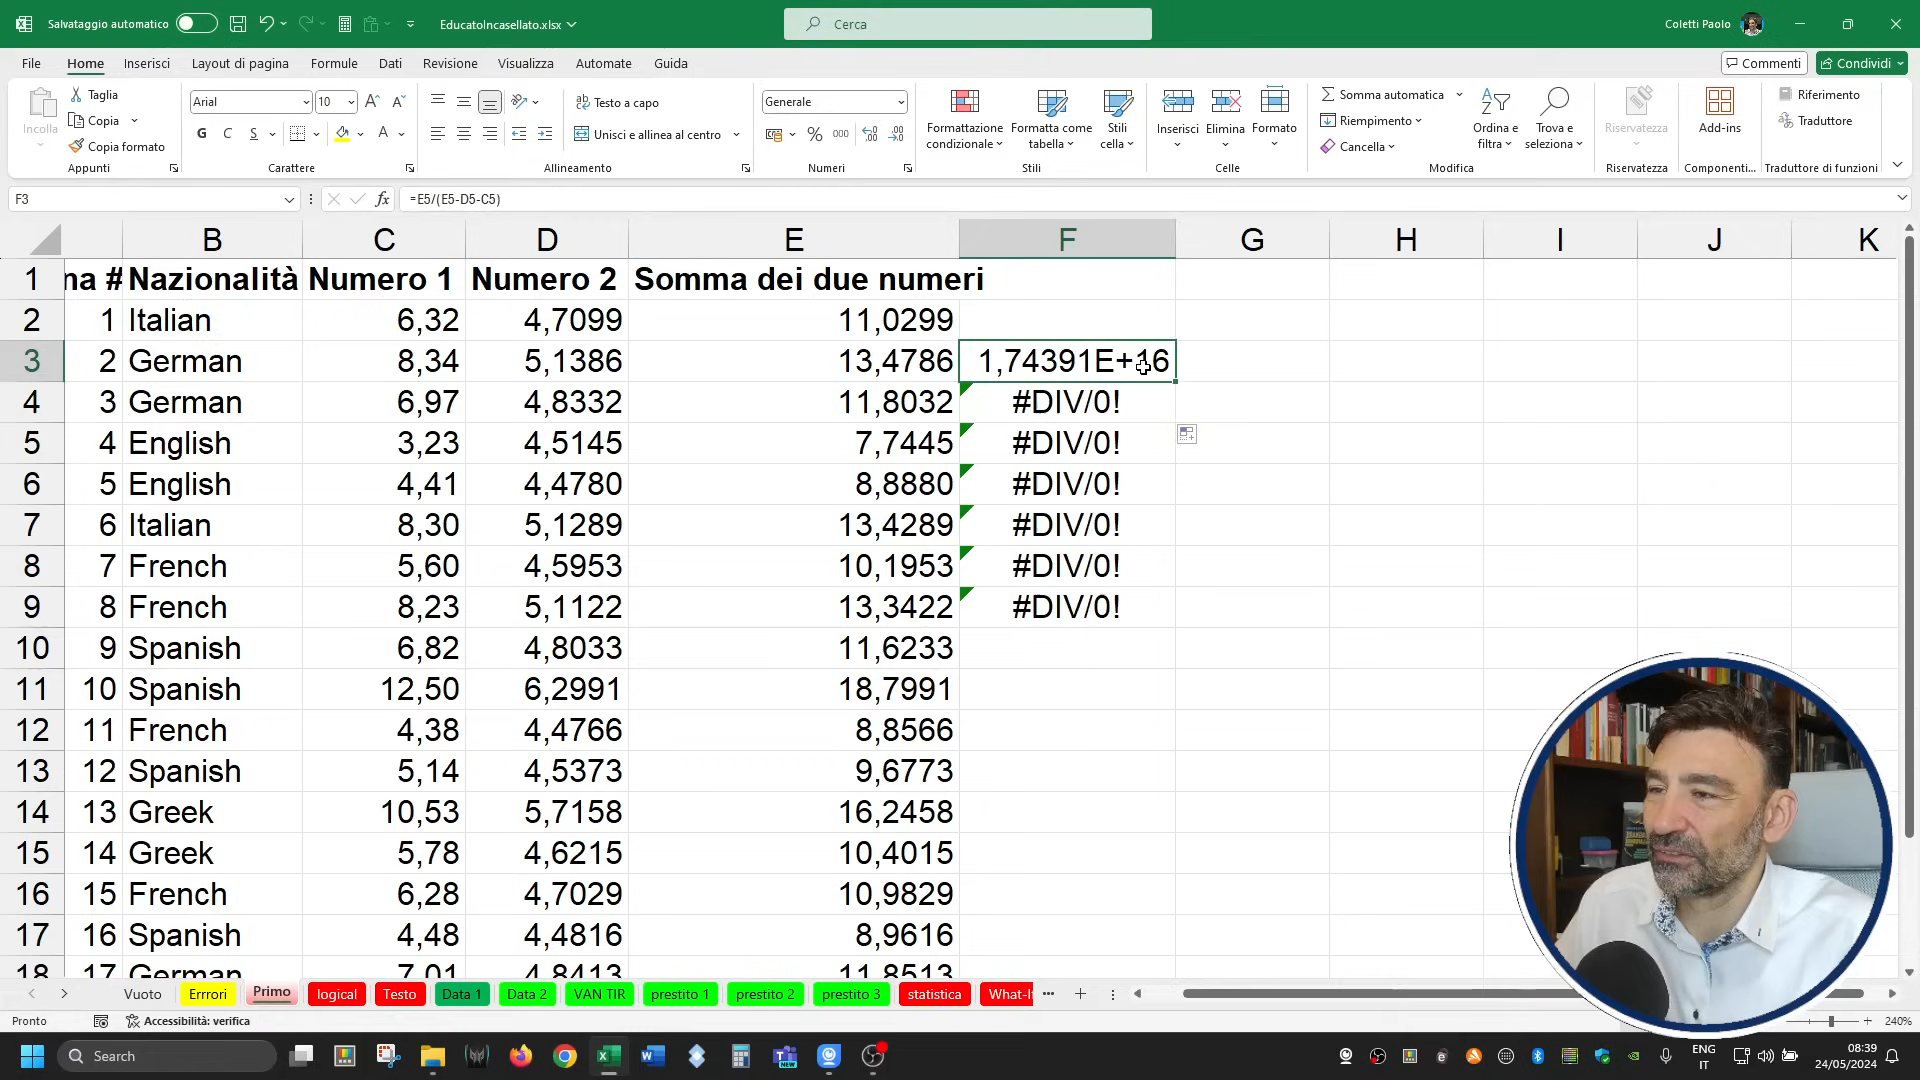 Salvataggio automatico
EducatoIncasellato.xlsx
Cerca
Coletti Paolo
File Home Inserisci Layout di pagina Formule Dati Revisione Visualizza Automate Guida
Commenti Condividi
Incolla
Taglia
Copia
Copia formato
Appunti
Arial 10
G C S
Carattere
Testo a capo
Unisci e allinea al centro
Allineamento
Generale
% 000
Numeri
Formattazione condizionale
Formatta come tabella
Stili cella
Stili
Inserisci Elimina Formato
Celle
Somma automatica
Riempimento
Cancella
Ordina e filtra
Trova e seleziona
Modifica
Riservatezza
Riservatezza
Add-ins
Componenti...
Riferimento
Traduttore
Traduttore di funzioni
F3 fx =E5/(E5-D5-C5)
B C D E F G H I J K
1 na # Nazionalità Numero 1 Numero 2 Somma dei due numeri
2 1 Italian 6,32 4,7099 11,0299
3 2 German 8,34 5,1386 13,4786 1,74391E+16
4 3 German 6,97 4,8332 11,8032 #DIV/0!
5 4 English 3,23 4,5145 7,7445 #DIV/0!
6 5 English 4,41 4,4780 8,8880 #DIV/0!
7 6 Italian 8,30 5,1289 13,4289 #DIV/0!
8 7 French 5,60 4,5953 10,1953 #DIV/0!
9 8 French 8,23 5,1122 13,3422 #DIV/0!
10 9 Spanish 6,82 4,8033 11,6233
11 10 Spanish 12,50 6,2991 18,7991
12 11 French 4,38 4,4766 8,8566
13 12 Spanish 5,14 4,5373 9,6773
14 13 Greek 10,53 5,7158 16,2458
15 14 Greek 5,78 4,6215 10,4015
16 15 French 6,28 4,7029 10,9829
17 16 Spanish 4,48 4,4816 8,9616
18 17 German 7,01 4,8413 11,8513
Vuoto Errrori Primo logical Testo Data 1 Data 2 VAN TIR prestito 1 prestito 2 prestito 3 statistica What-I
Pronto Accessibilità: verifica 240%
Search
ENG
IT
08:39
24/05/2024